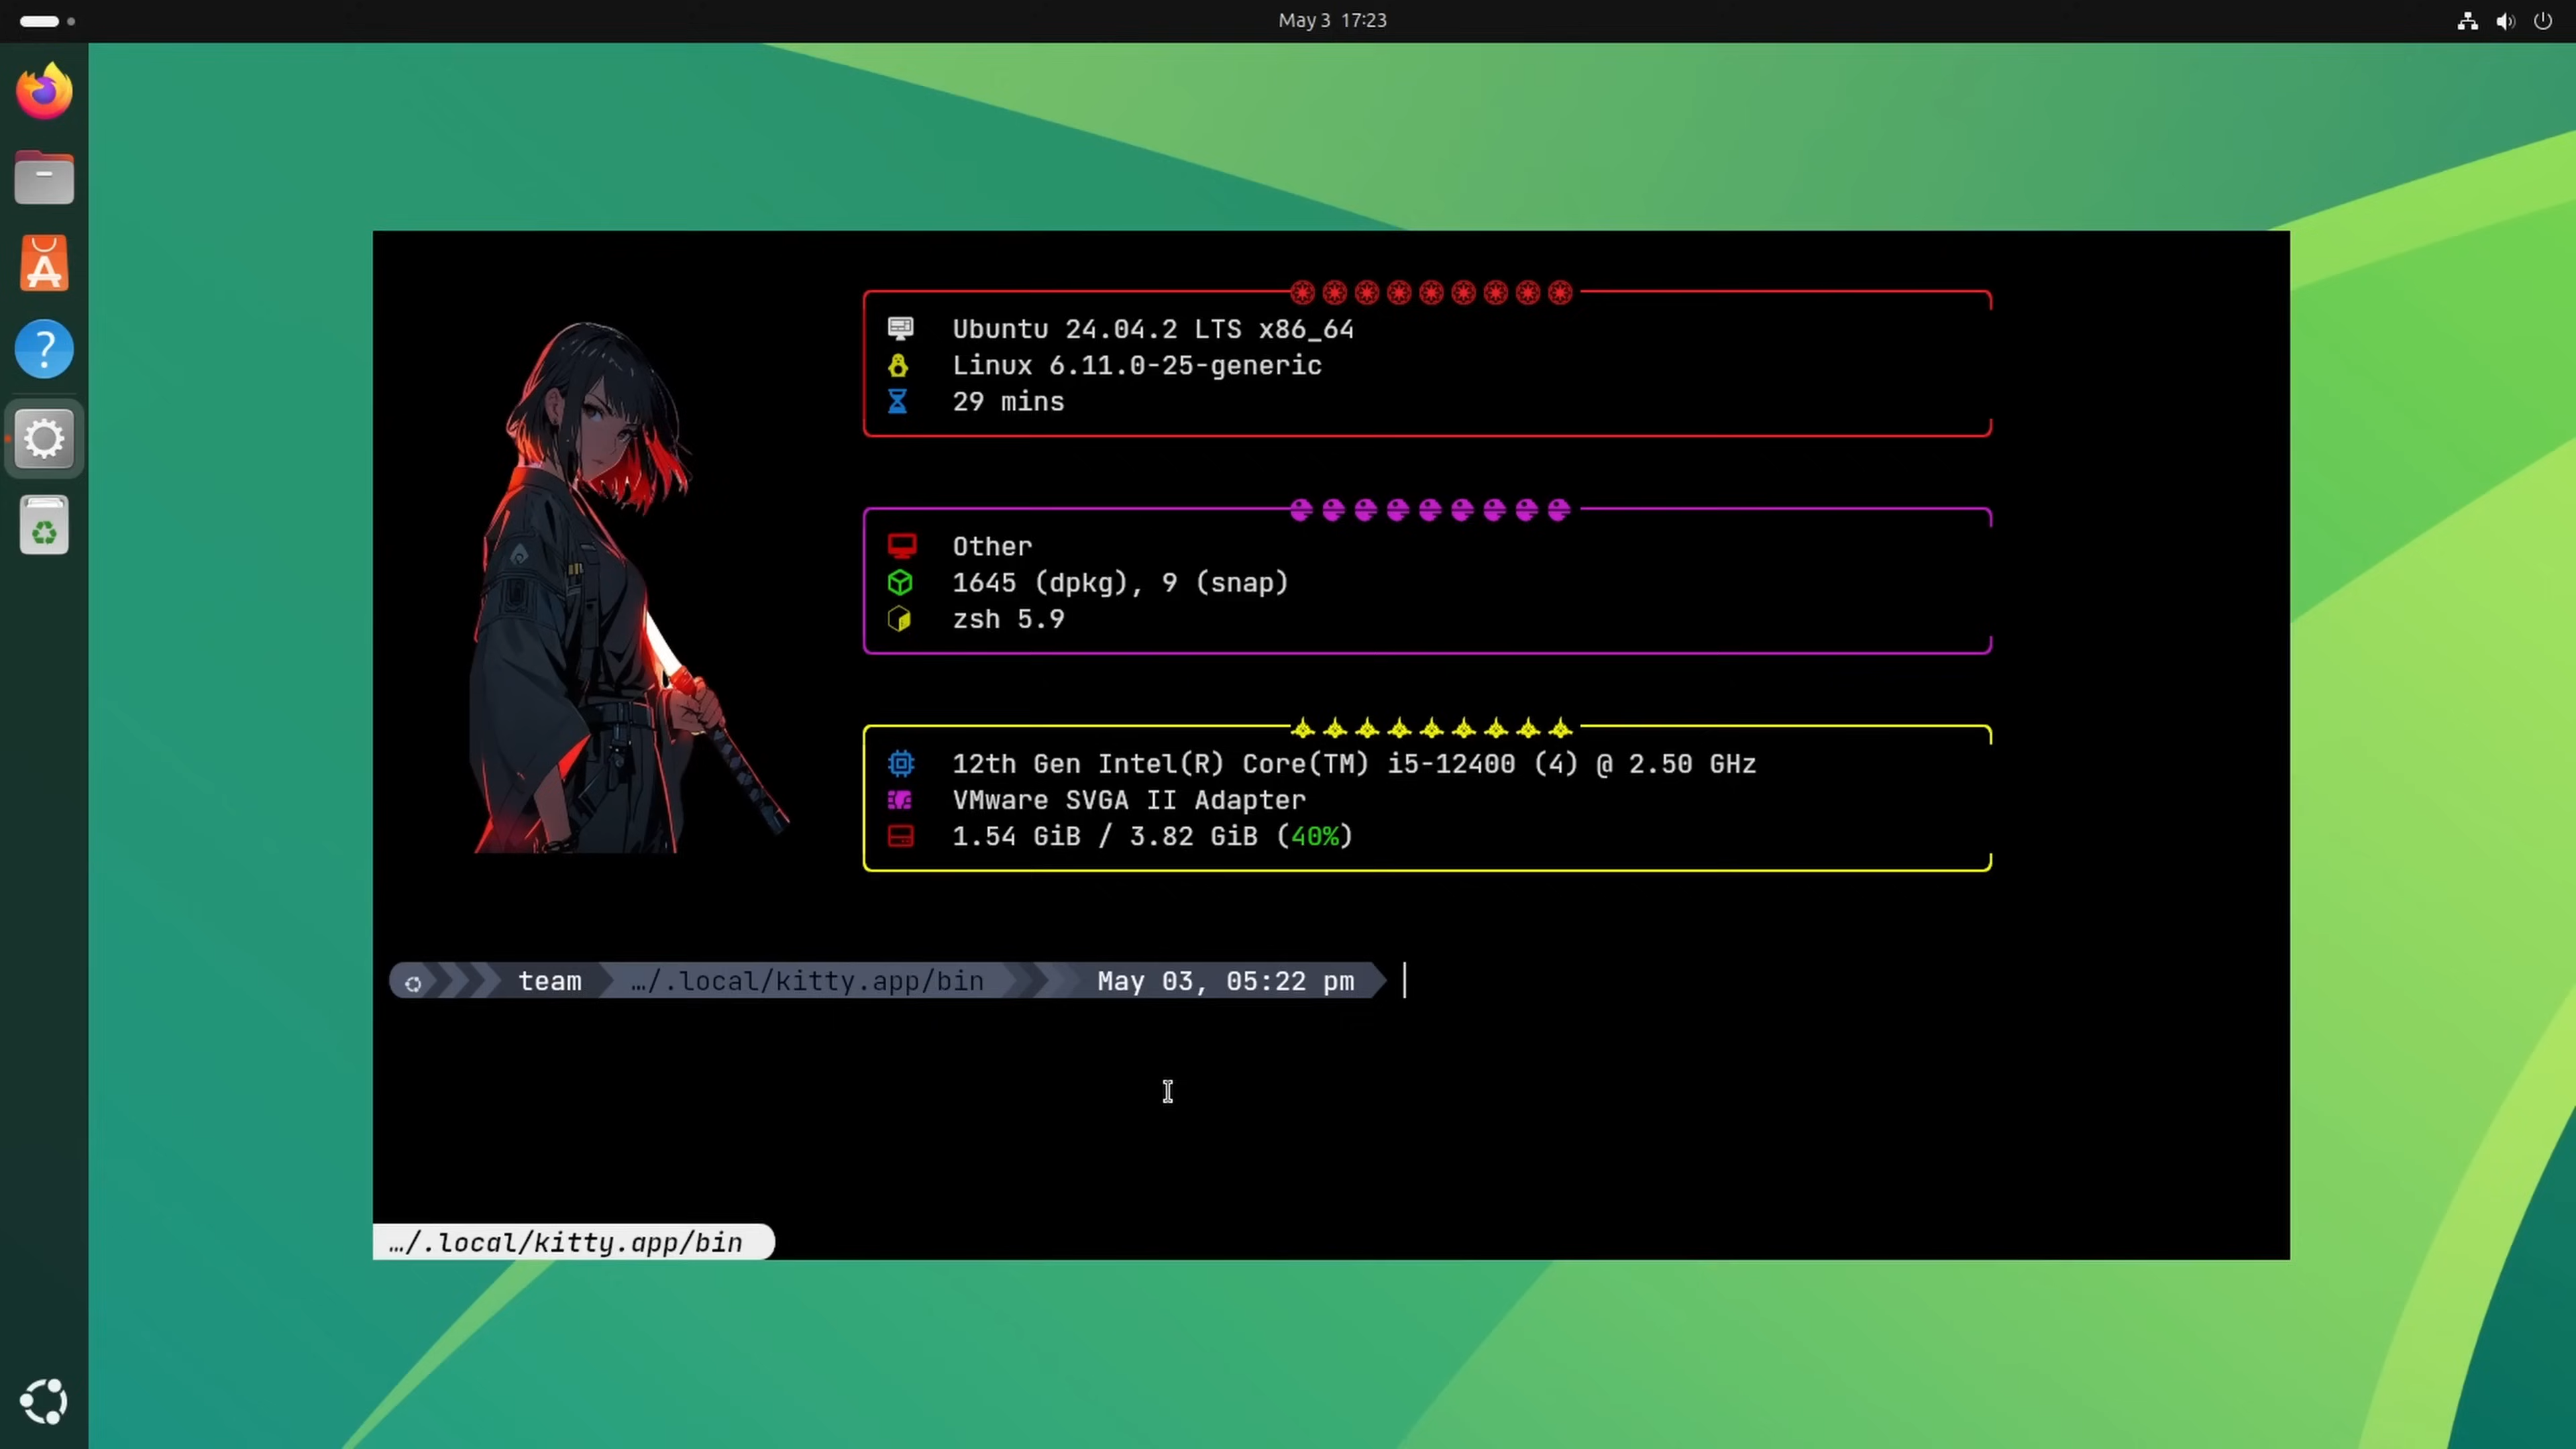 May 3 17:23
Ubuntu 24.04.2 LTS x86_64
Linux 6.11.0-25-generic
29 mins
Other
1645 (dpkg), 9 (snap)
zsh 5.9
12th Gen Intel(R) Core(TM) i5-12400 (4) @ 2.50 GHz
VMware SVGA II Adapter
1.54 GiB / 3.82 GiB (40%)
team …/.local/kitty.app/bin May 03, 05:22 pm
…/.local/kitty.app/bin